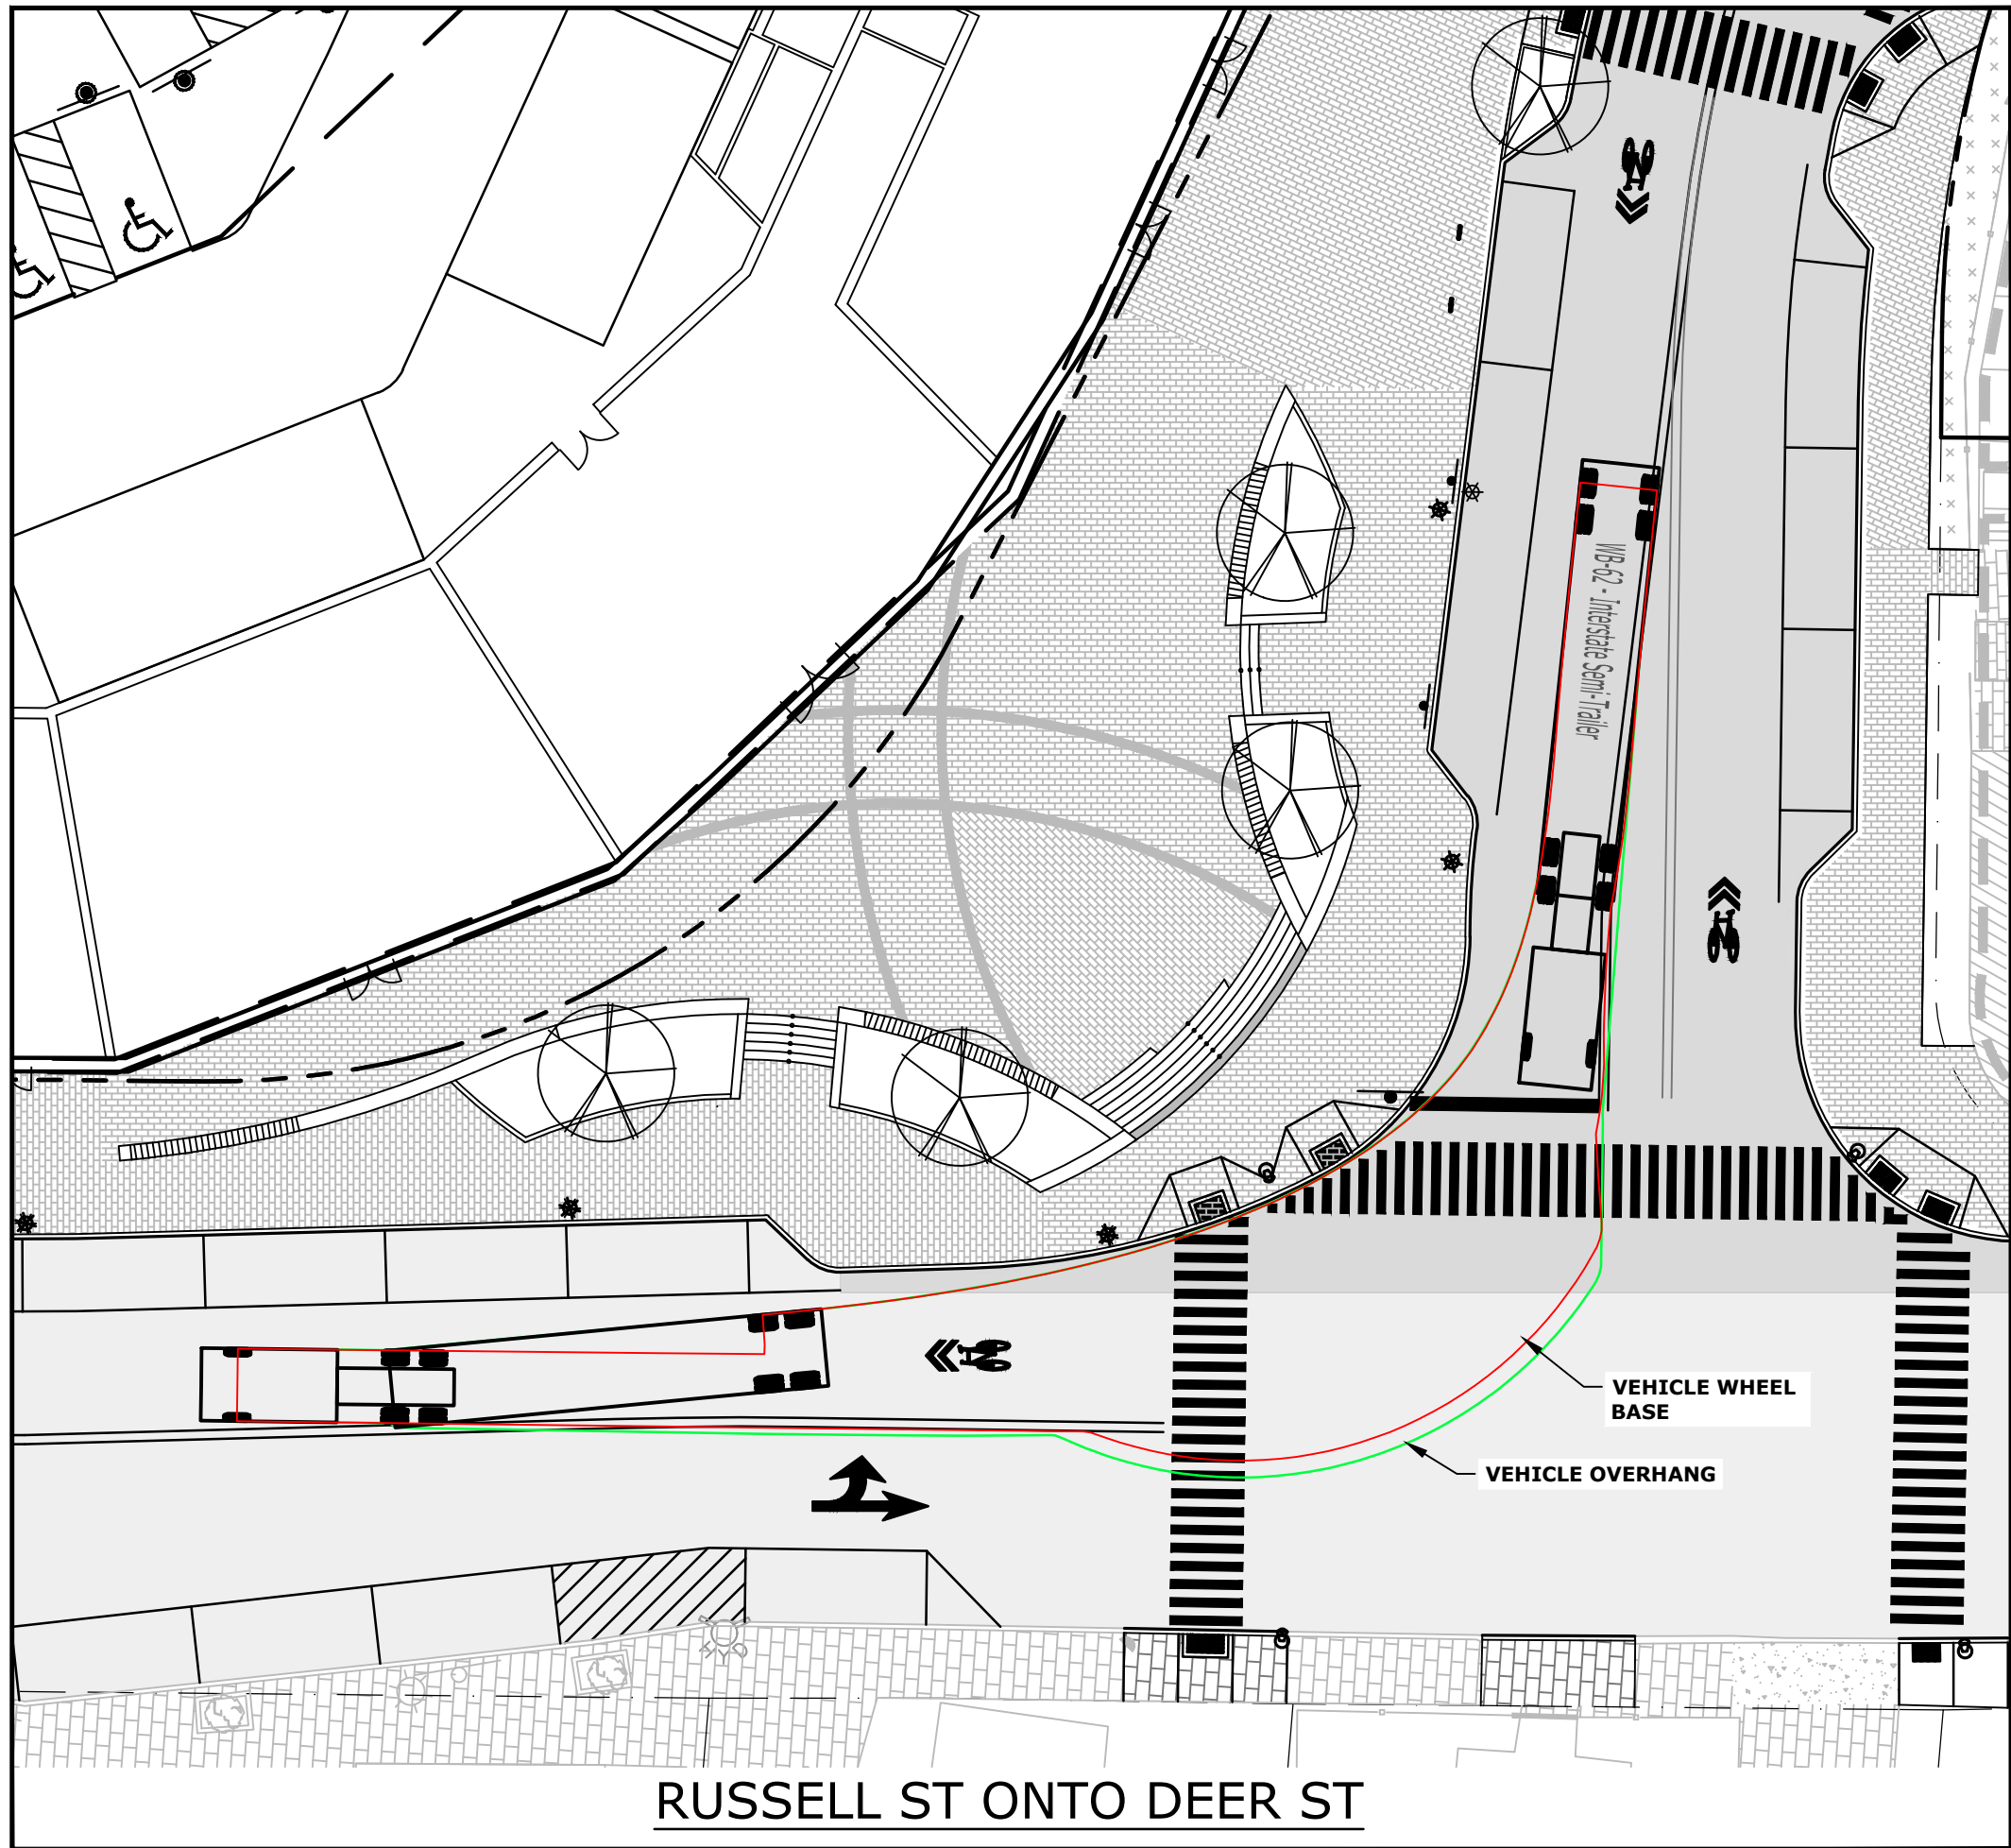 WB-62 - Interstate Semi-Trailer
VEHICLE WHEEL
BASE
VEHICLE OVERHANG
RUSSELL ST ONTO DEER ST